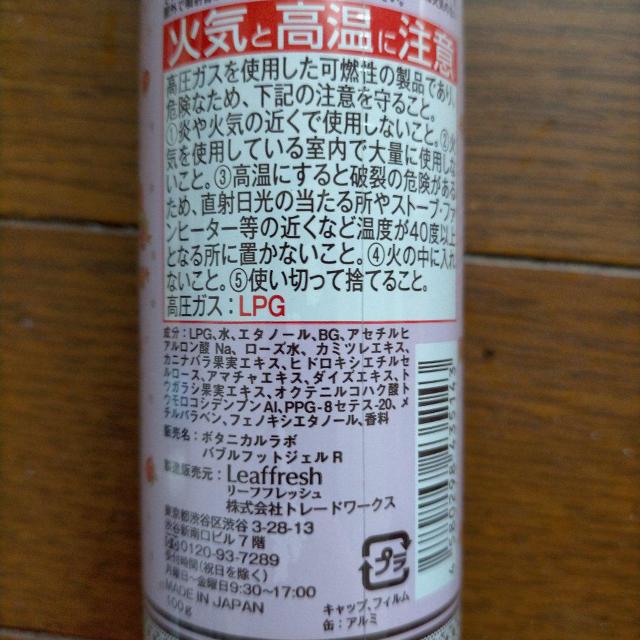 火気と高温に注意
高圧ガスを使用した可燃性の製品であり、
危険なため、下記の注意を守ること。
①炎や火気の近くで使用しないこと。②火
気を使用している室内で大量に使用しな
いこと。③高温にすると破裂の危険がある
ため、直射日光の当たる所やストーブ・ファ
ンヒーター等の近くなど温度が40度以上
となる所に置かないこと。④火の中に入れ
ないこと。⑤使い切って捨てること。
高圧ガス：LPG
成分：LPG、水、エタノール、BG、アセチルヒ
アルロン酸Na、ローズ水、カミツレエキス、
カニナバラ果実エキス、ヒドロキシエチルセ
ルロース、アマチャエキス、ダイズエキス、ト
ウガラシ果実エキス、オクテニルコハク酸ト
ウモロコシデンプンAl、PPG-8セテス-20、メ
チルパラベン、フェノキシエタノール、香料
販売名：ボタニカルラボ
バブルフットジェルR
製造販売元：Leaffresh
リーフフレッシュ
株式会社トレードワークス
東京都渋谷区渋谷3-28-13
渋谷新南口ビル7階
0120-93-7289
受付時間(祝日を除く)
月曜日～金曜日9:30～17:00
MADE IN JAPAN
100g
プラ
キャップ、フィルム
缶：アルミ